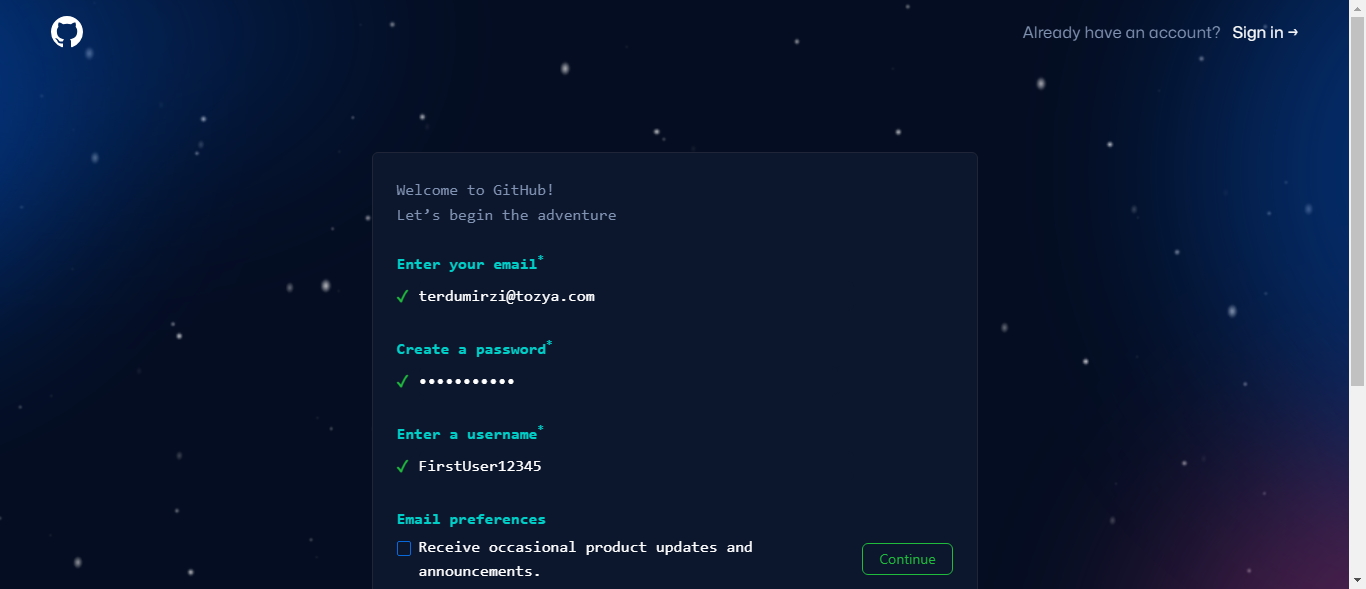 Already have an account? Sign in →
Welcome to GitHub!
Let’s begin the adventure
Enter your email*
✓ terdumirzi@tozya.com
Create a password*
✓ •••••••••••
Enter a username*
✓ FirstUser12345
Email preferences
Receive occasional product updates and
announcements.
Continue